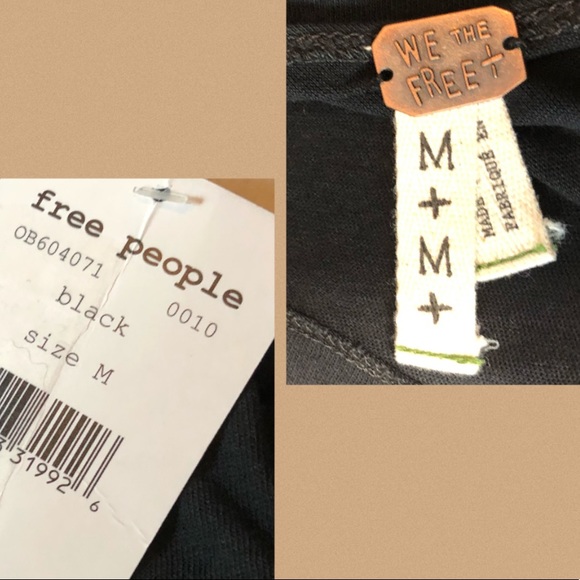 free people
OB604071
0010
black
size M
31992
6
WE THE
FREE+
M
+
M
+
MADE
FABRIQUÉ EN